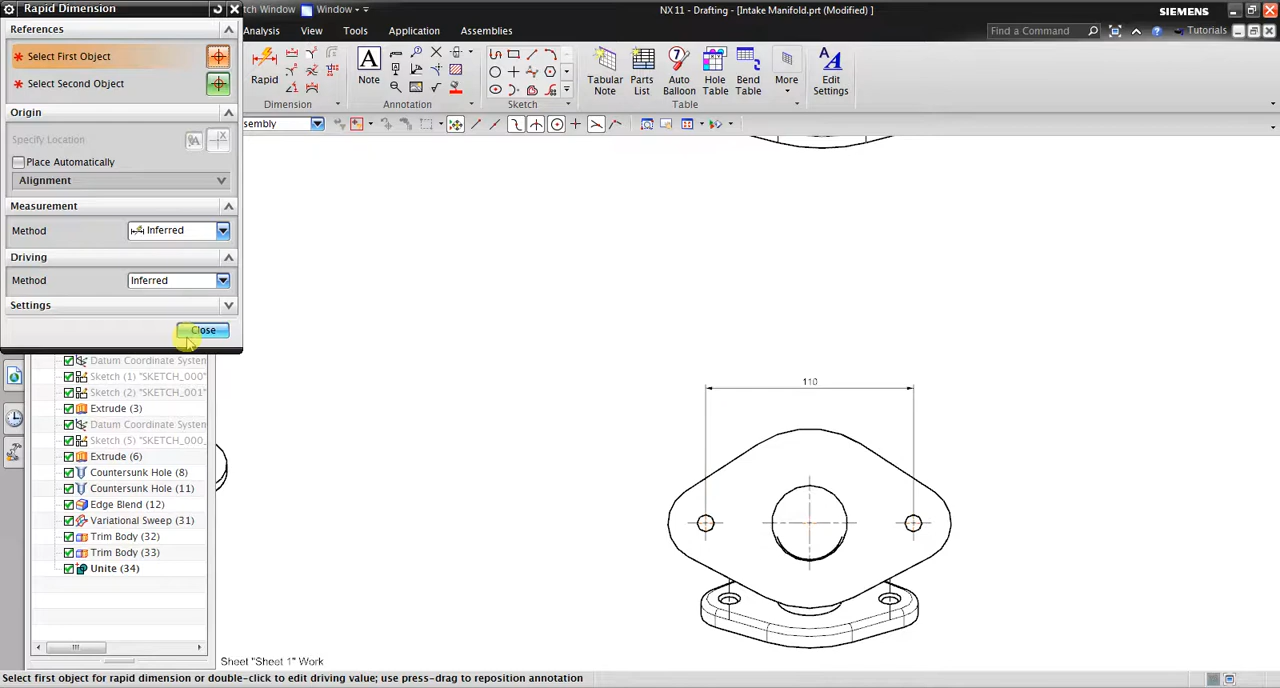 Rapid Dimension
tch Window
Window
NX 11 - Drafting - [Intake Manifold.prt (Modified) ]
SIEMENS
References
Analysis
View
Tools
Application
Assemblies
Find a Command
Tutorials
* Select First Object
* Select Second Object
Rapid
Note
Tabular Note
Parts List
Auto Balloon
Hole Table
Bend Table
More
Edit Settings
Dimension
Annotation
Sketch
Table
Origin
sembly
Specify Location
Place Automatically
Alignment
Measurement
Method
Inferred
Driving
Method
Inferred
Settings
Close
Datum Coordinate System
Sketch (1) "SKETCH_000"
Sketch (2) "SKETCH_001"
Extrude (3)
Datum Coordinate System
Sketch (5) "SKETCH_000_
Extrude (6)
Countersunk Hole (8)
Countersunk Hole (11)
Edge Blend (12)
Variational Sweep (31)
Trim Body (32)
Trim Body (33)
Unite (34)
110
Sheet "Sheet 1" Work
Select first object for rapid dimension or double-click to edit driving value; use press-drag to reposition annotation